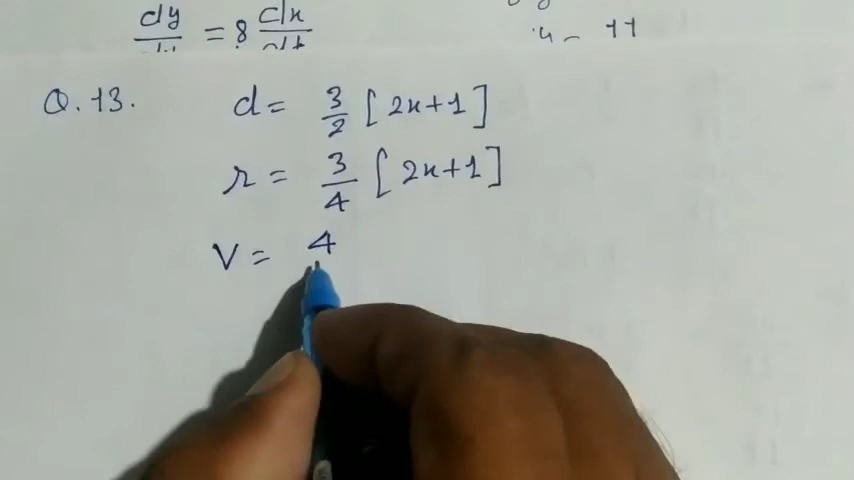 dy/dt = 8 dx/dt
Q.13. d = 3/2 [2x+1]
r = 3/4 [2x+1]
V = 4